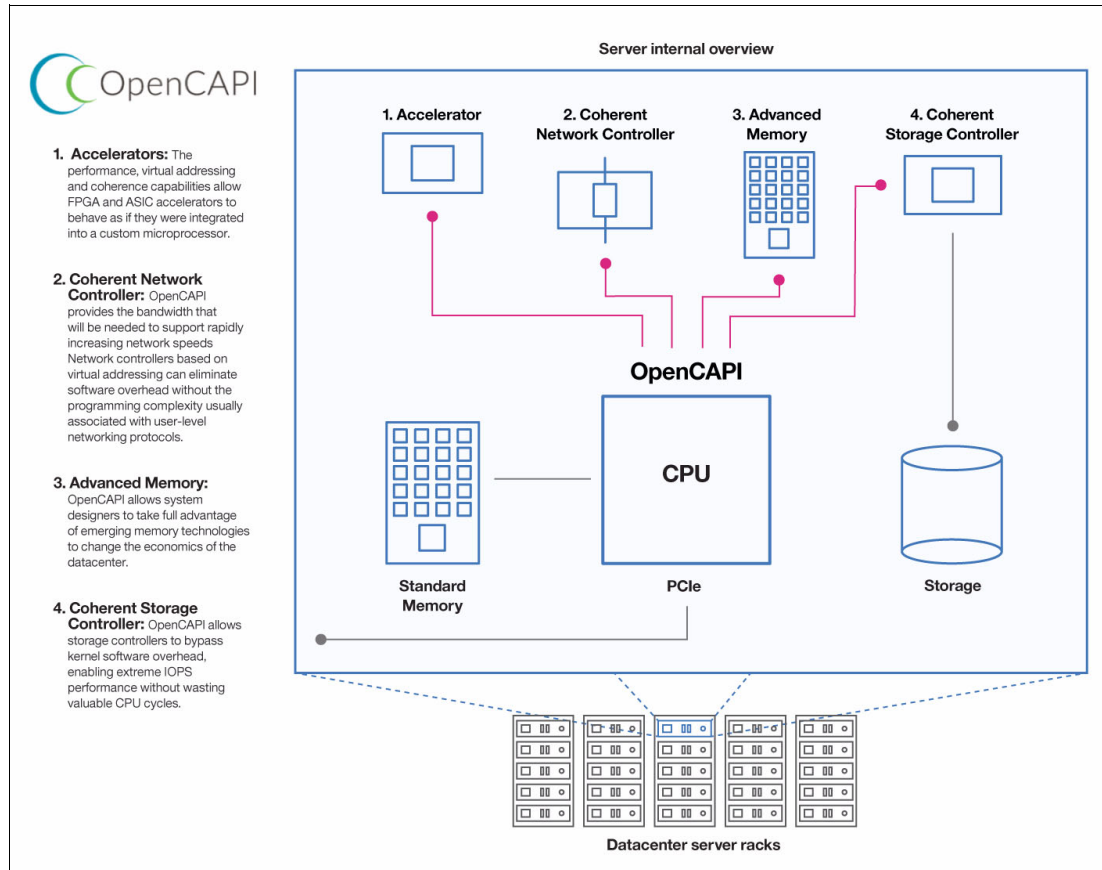 OpenCAPI
1. Accelerators: The
performance, virtual addressing
and coherence capabilities allow
FPGA and ASIC accelerators to
behave as if they were integrated
into a custom microprocessor.
2. Coherent Network
Controller: OpenCAPI
provides the bandwidth that
will be needed to support rapidly
increasing network speeds
Network controllers based on
virtual addressing can eliminate
software overhead without the
programming complexity usually
associated with user-level
networking protocols.
3. Advanced Memory:
OpenCAPI allows system
designers to take full advantage
of emerging memory technologies
to change the economics of the
datacenter.
4. Coherent Storage
Controller: OpenCAPI allows
storage controllers to bypass
kernel software overhead,
enabling extreme IOPS
performance without wasting
valuable CPU cycles.
Server internal overview
1. Accelerator
2. Coherent
Network Controller
3. Advanced
Memory
4. Coherent
Storage Controller
OpenCAPI
CPU
Standard
Memory
PCIe
Storage
Datacenter server racks